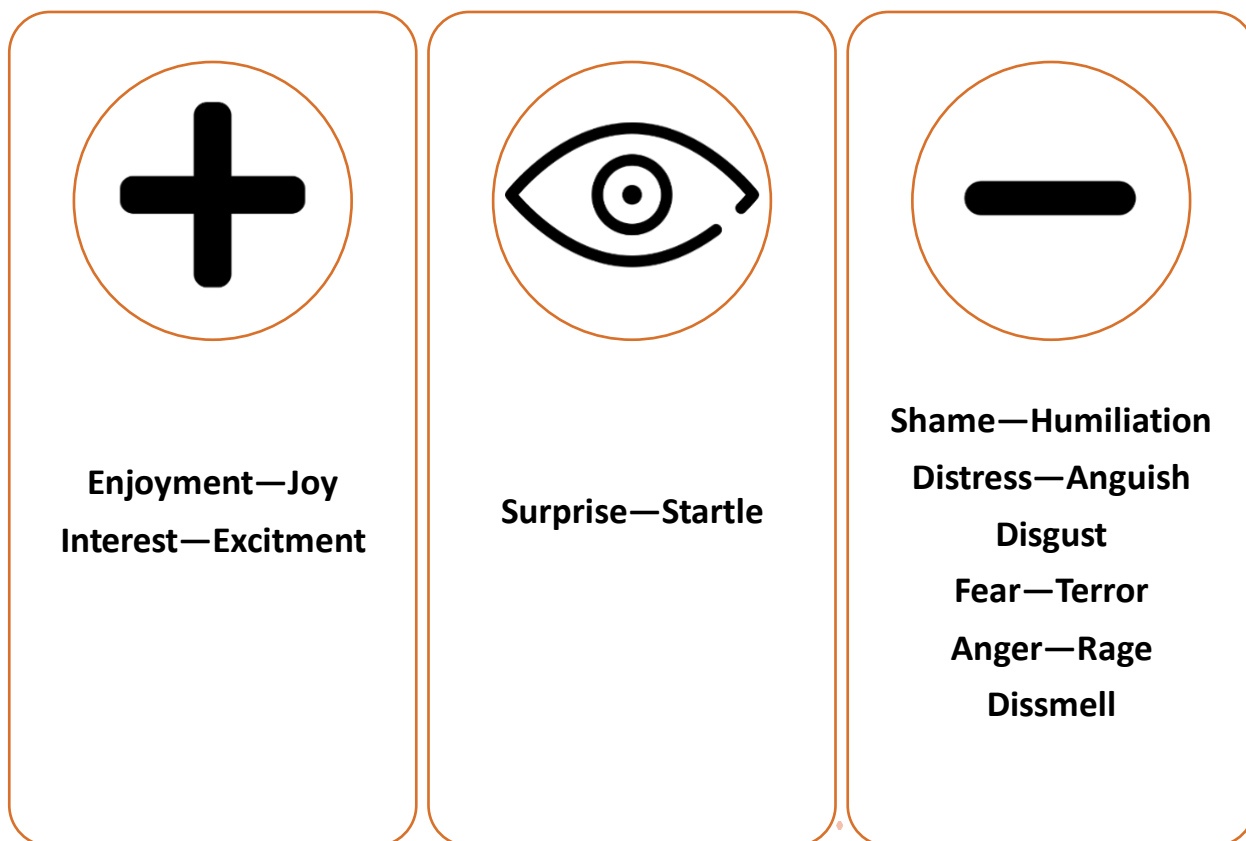 Enjoyment—Joy
Interest—Excitment
Surprise—Startle
Shame—Humiliation
Distress—Anguish
Disgust
Fear—Terror
Anger—Rage
Dissmell